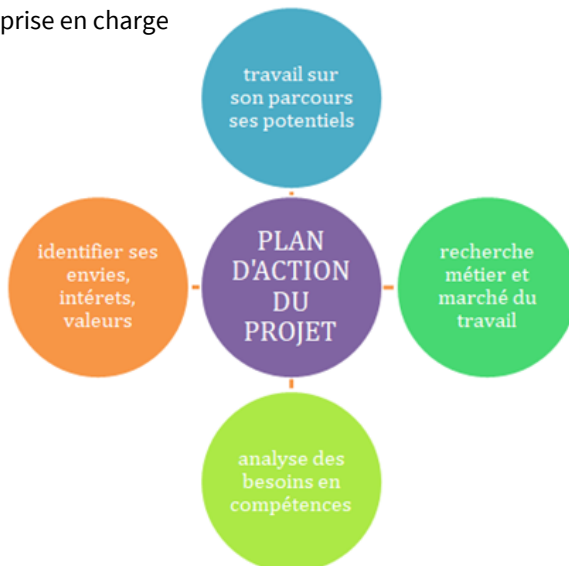 prise en charge
travail sur
son parcours
ses potentiels
identifier ses
envies,
intérets,
valeurs
PLAN
D'ACTION
DU
PROJET
recherche
métier et
marché du
travail
analyse des
besoins en
compétences